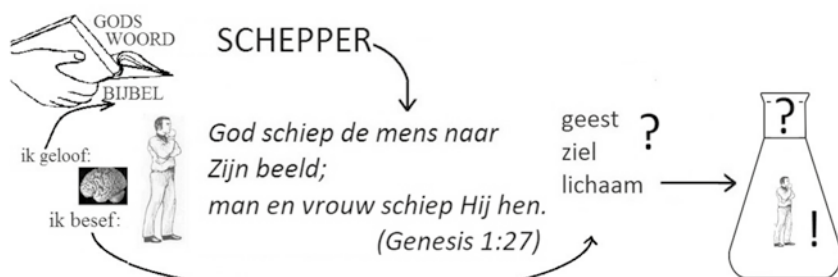 GODS
WOORD
BIJBEL
ik geloof:
ik besef:
SCHEPPER
God schiep de mens naar
Zijn beeld;
man en vrouw schiep Hij hen.
(Genesis 1:27)
geest
ziel
lichaam
?
?
!